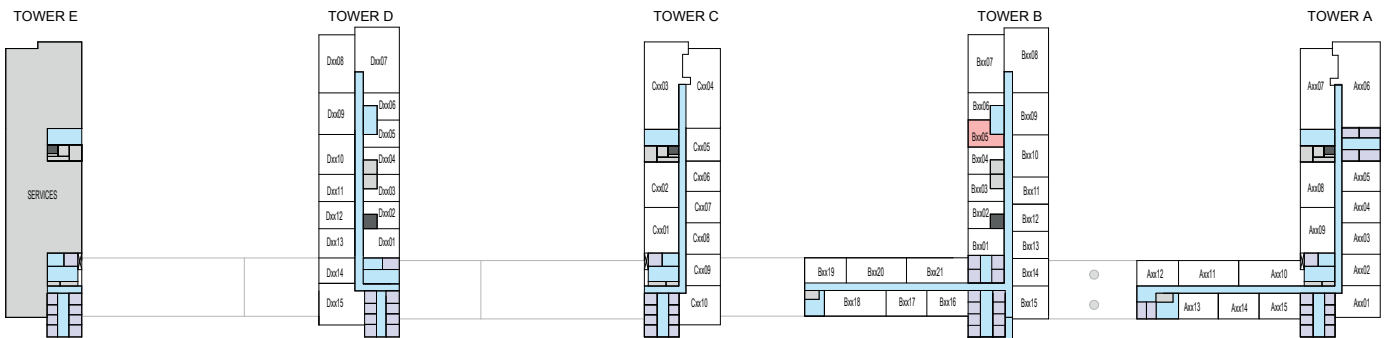 TOWER E
TOWER D
TOWER C
TOWER B
TOWER A
SERVICES
Dxx08
Dxx07
Dxx09
Dxx06
Dxx05
Dxx10
Dxx04
Dxx11
Dxx03
Dxx12
Dxx02
Dxx13
Dxx01
Dxx14
Dxx15
Cxx03
Cxx04
Cxx05
Cxx02
Cxx06
Cxx07
Cxx01
Cxx08
Cxx09
Cxx10
Bxx07
Bxx08
Bxx06
Bxx09
Bxx05
Bxx04
Bxx10
Bxx03
Bxx11
Bxx02
Bxx12
Bxx01
Bxx13
Bxx19
Bxx20
Bxx21
Bxx14
Bxx18
Bxx17
Bxx16
Bxx15
Axx07
Axx06
Axx08
Axx05
Axx04
Axx09
Axx03
Axx12
Axx11
Axx10
Axx02
Axx13
Axx14
Axx15
Axx01